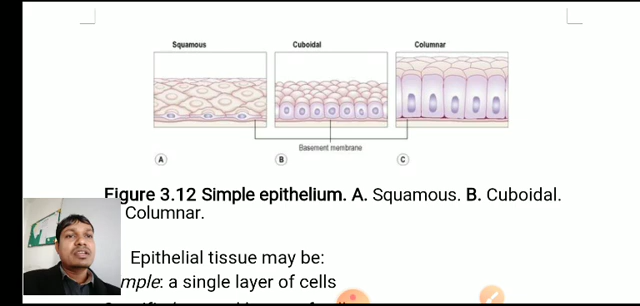 Squamous Cuboidal Columnar
Basement membrane
A B C
Figure 3.12 Simple epithelium. A. Squamous. B. Cuboidal.
Columnar.
Epithelial tissue may be:
mple: a single layer of cells